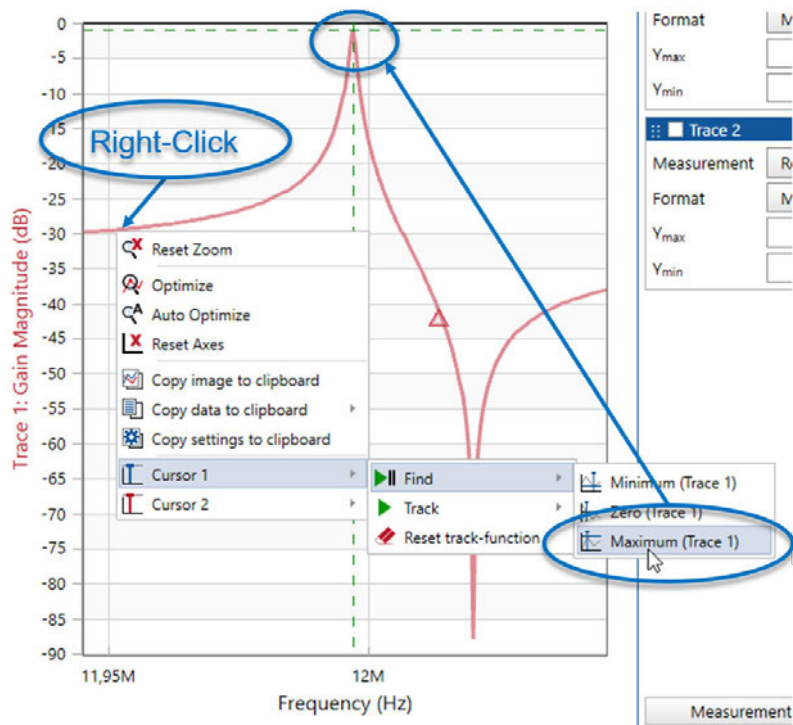 0
-5
-10
-15
-20
-25
-30
-35
-40
-45
-50
-55
-60
-65
-70
-75
-80
-85
-90
Trace 1: Gain Magnitude (dB)
Right-Click
Reset Zoom
Optimize
Auto Optimize
Reset Axes
Copy image to clipboard
Copy data to clipboard
Copy settings to clipboard
Cursor 1
Cursor 2
Find
Track
Reset track-function
Minimum (Trace 1)
Zero (Trace 1)
Maximum (Trace 1)
11,95M 12M
Frequency (Hz)
Format M
Ymax
Ymin
Trace 2
Measurement
Format M
Ymax
Ymin
Measurement